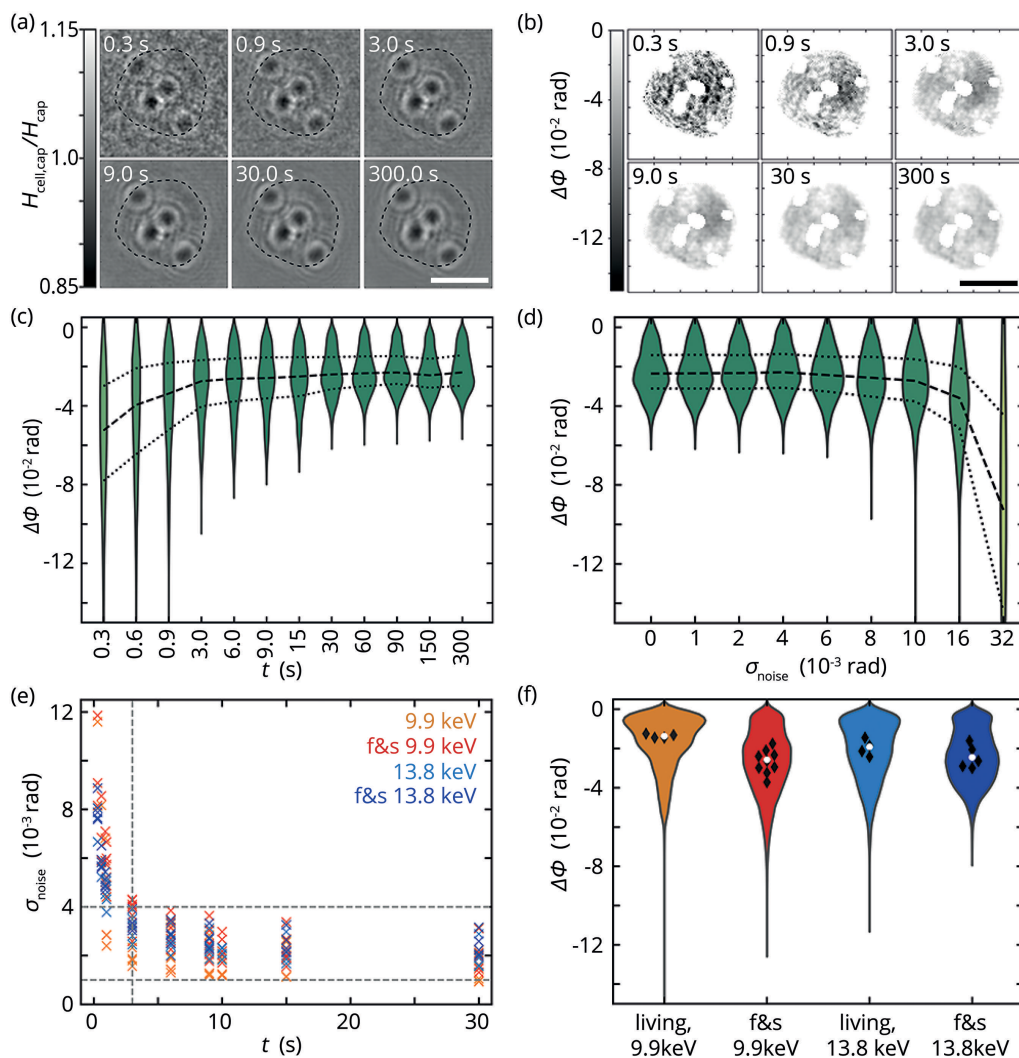 (a)
1.15
1.0
0.85
Hcell,cap/Hcap
0.3 s
0.9 s
3.0 s
9.0 s
30.0 s
300.0 s
(b)
0
-4
-8
-12
ΔΦ (10-2 rad)
0.3 s
0.9 s
3.0 s
9.0 s
30 s
300 s
(c)
0
-4
-8
-12
ΔΦ (10-2 rad)
0.3 0.6 0.9 3.0 6.0 9.0 15 30 60 90 150 300
t (s)
(d)
0
-4
-8
-12
ΔΦ (10-2 rad)
0 1 2 4 6 8 10 16 32
σnoise (10-3 rad)
(e)
12
8
4
0
σnoise (10-3 rad)
9.9 keV
f&s 9.9 keV
13.8 keV
f&s 13.8 keV
0 10 20 30
t (s)
(f)
0
-4
-8
-12
ΔΦ (10-2 rad)
living, f&s living, f&s
9.9keV 9.9keV 13.8 keV 13.8keV